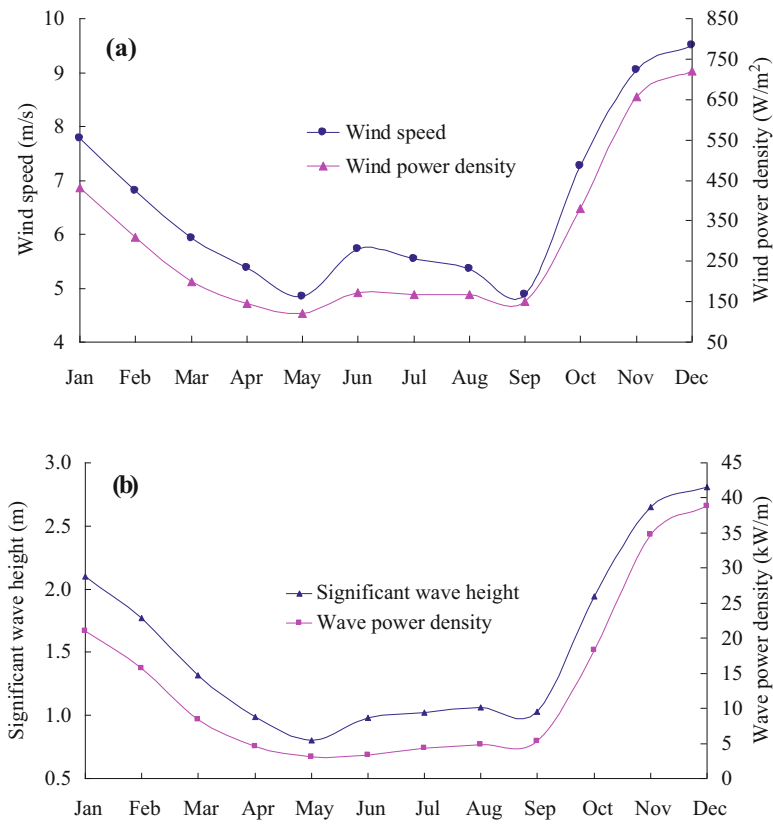 (a)
Wind speed (m/s)
10
9
8
7
6
5
4
Wind speed
Wind power density
850
750
650
550
450
350
250
150
50
Wind power density (W/m²)
Jan Feb Mar Apr May Jun Jul Aug Sep Oct Nov Dec
(b)
Significant wave height (m)
3.0
2.5
2.0
1.5
1.0
0.5
Significant wave height
Wave power density
45
40
35
30
25
20
15
10
5
0
Wave power density (kW/m)
Jan Feb Mar Apr May Jun Jul Aug Sep Oct Nov Dec